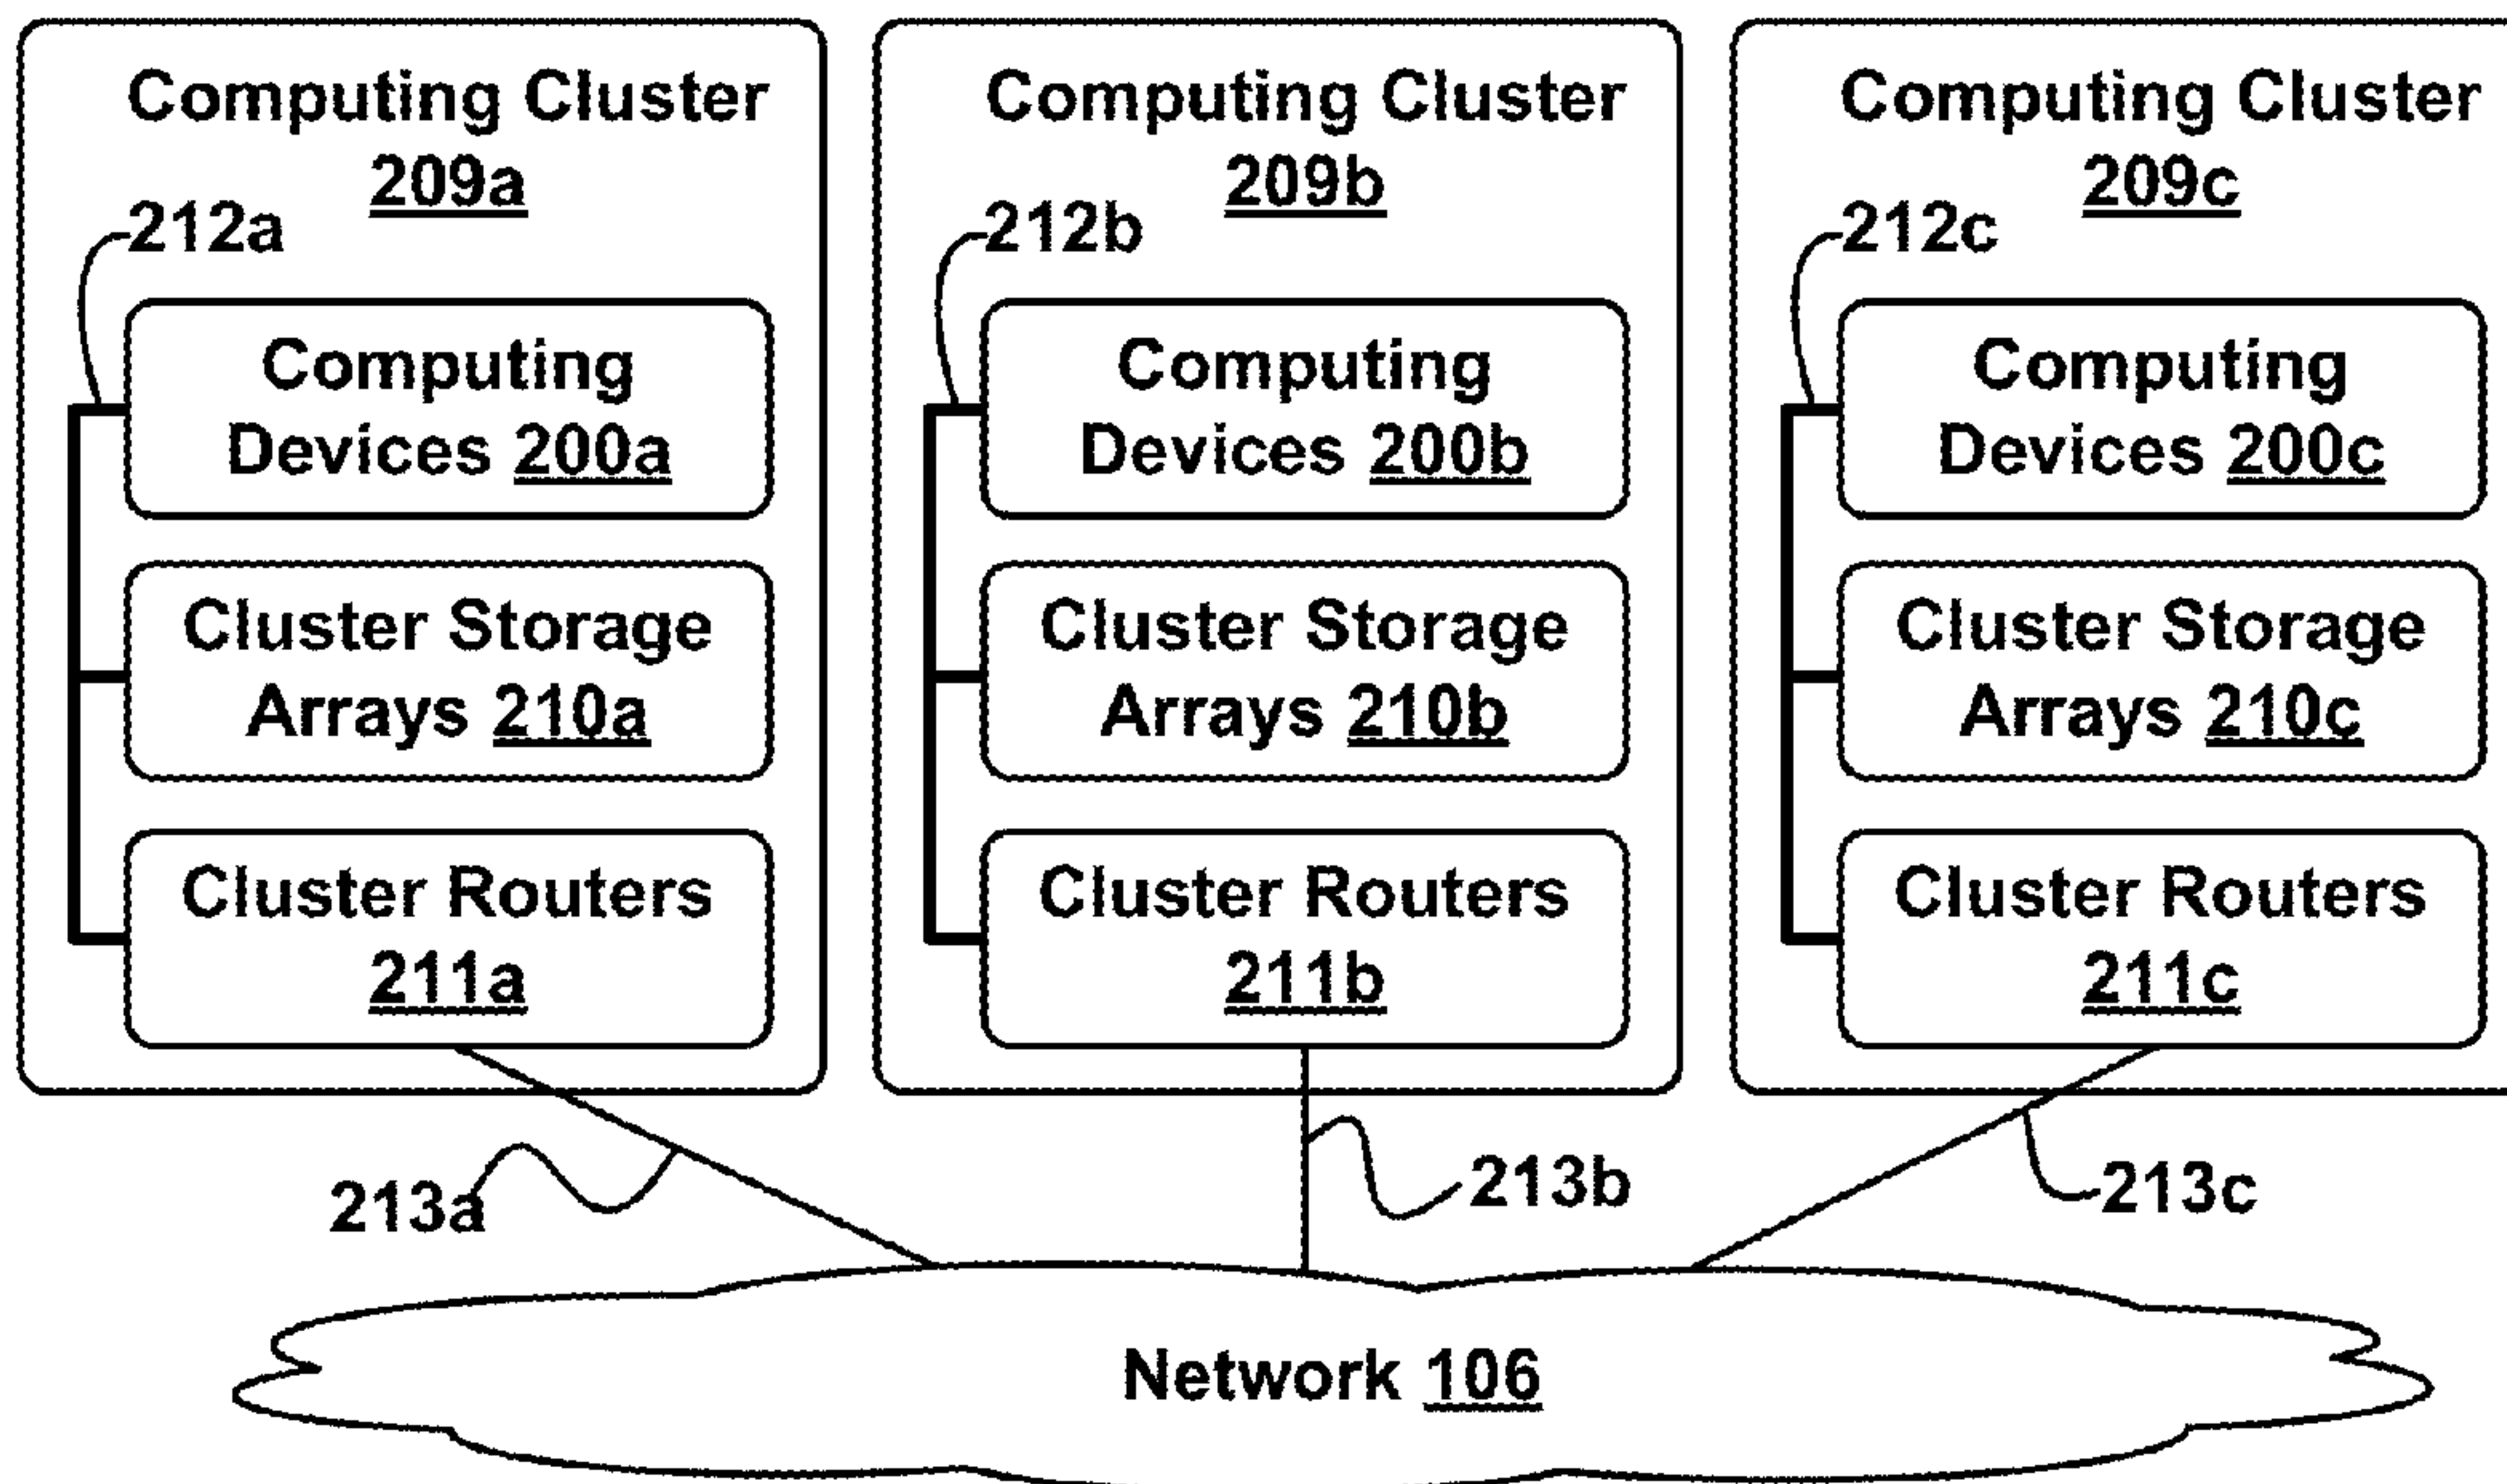 Computing Cluster
209a
212a
Computing
Devices 200a
Cluster Storage
Arrays 210a
Cluster Routers
211a
Computing Cluster
209b
212b
Computing
Devices 200b
Cluster Storage
Arrays 210b
Cluster Routers
211b
Computing Cluster
209c
212c
Computing
Devices 200c
Cluster Storage
Arrays 210c
Cluster Routers
211c
213a
213b
213c
Network 106